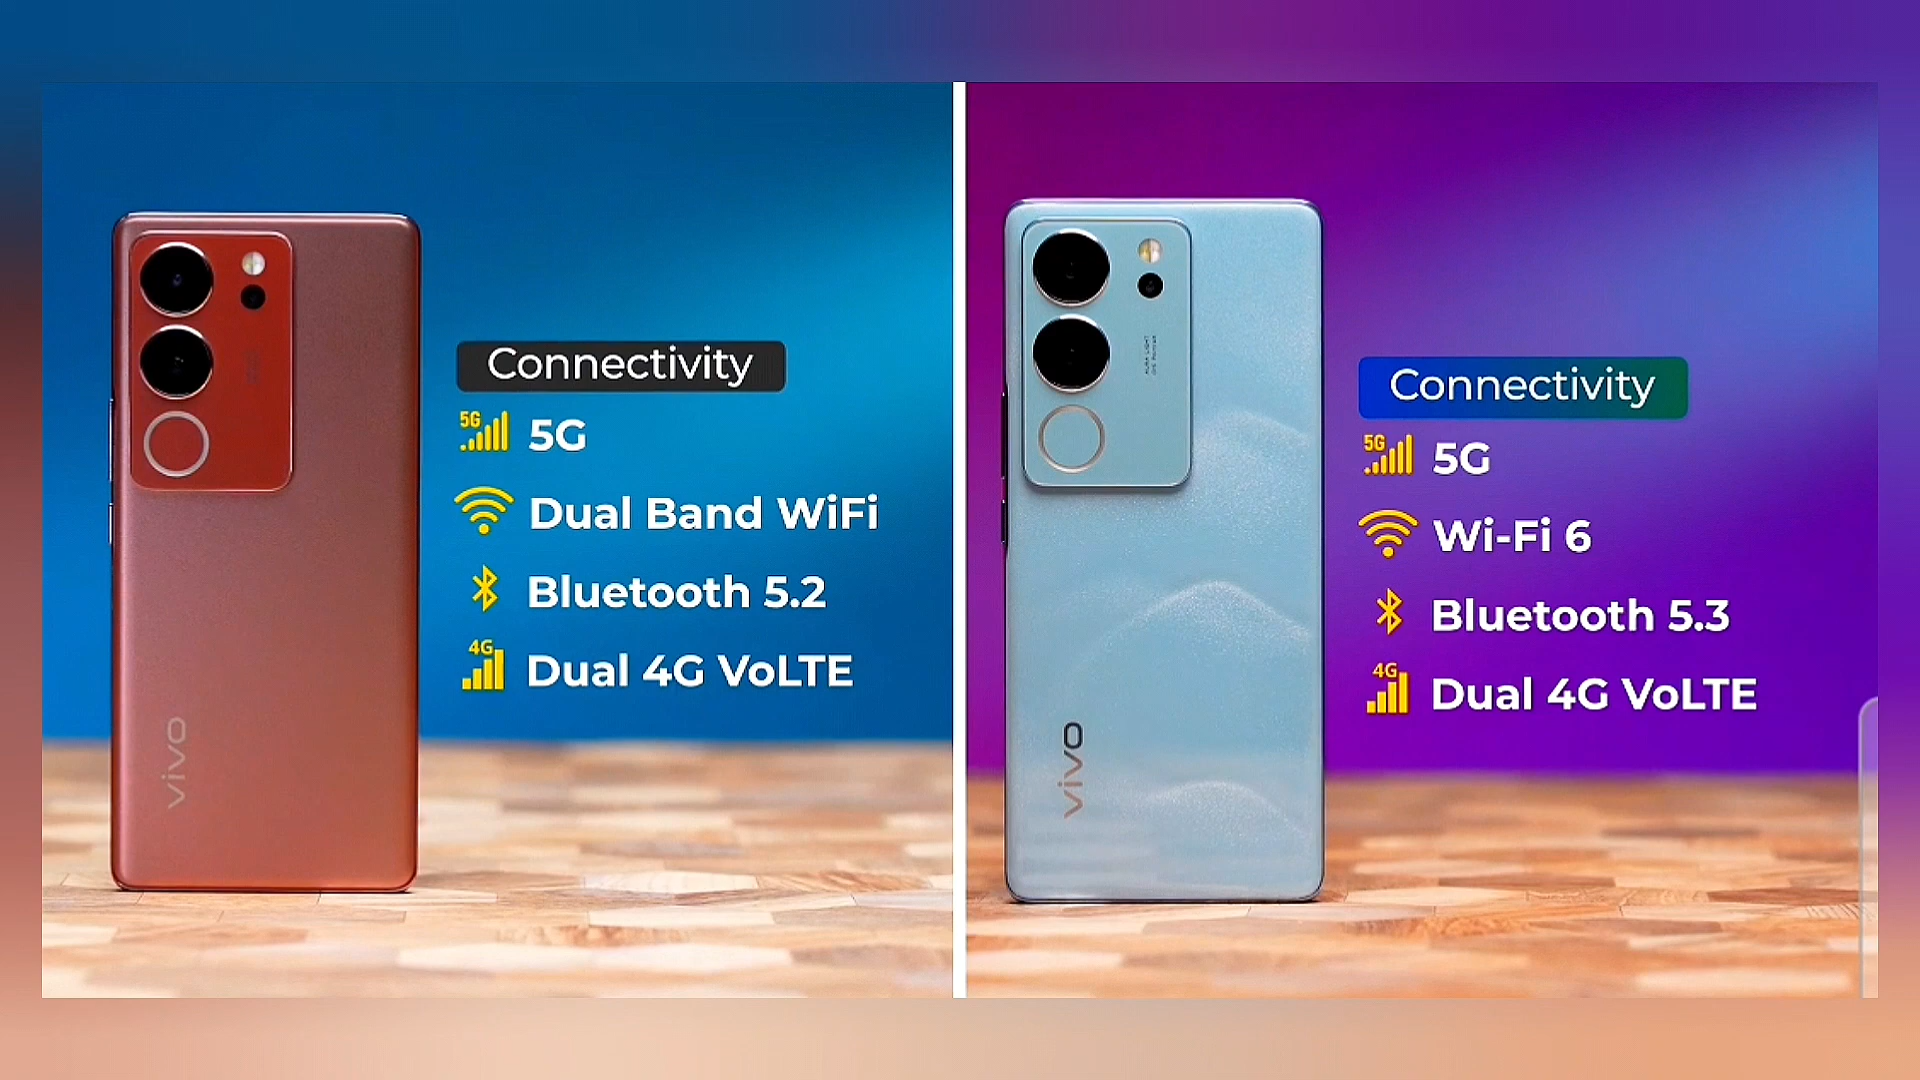 Connectivity
5G
5G
Dual Band WiFi
Bluetooth 5.2
4G
Dual 4G VoLTE
vivo
Connectivity
5G
5G
Wi-Fi 6
Bluetooth 5.3
4G
Dual 4G VoLTE
vivo